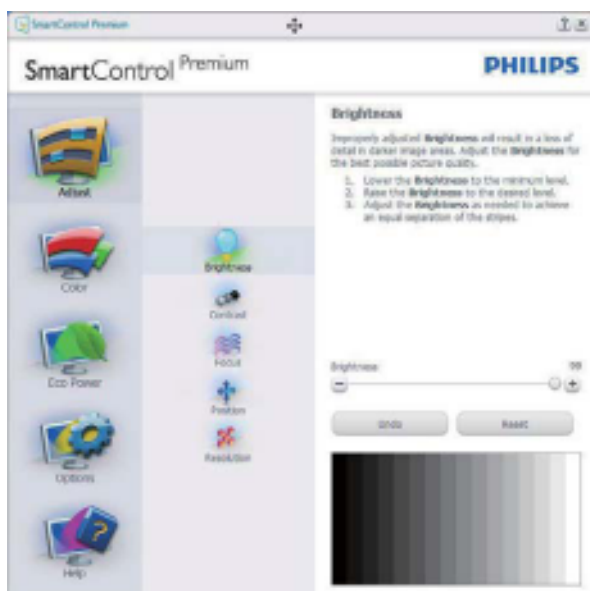 SmartControl Premium
SmartControl Premium
PHILIPS
Adjust
Color
Eco Power
Options
Help
Brightness
Contrast
Focus
Position
Resolution
Brightness
Improperly adjusted Brightness will result in a loss of
detail in darker image areas. Adjust the Brightness for
the best possible picture quality.
1. Lower the Brightness to the minimum level.
2. Raise the Brightness to the desired level.
3. Adjust the Brightness as needed to achieve
an equal separation of the stripes.
Brightness: 99
Undo Reset